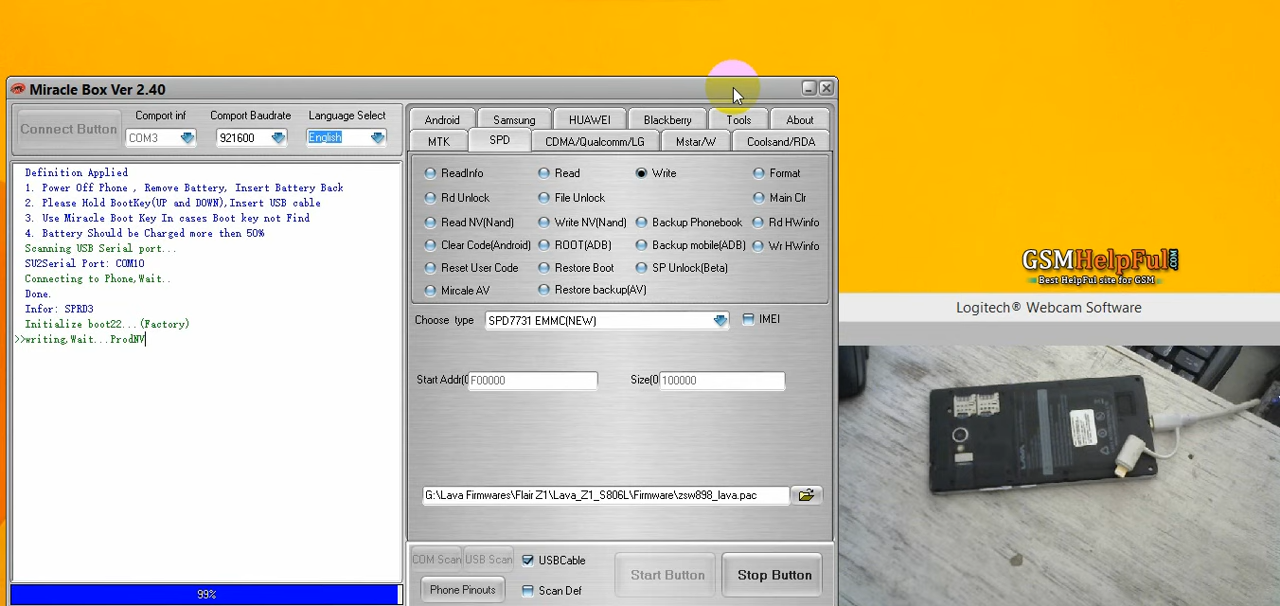 Miracle Box Ver 2.40
Connect Button
Comport inf
Comport Baudrate
Language Select
COM3
921600
English
Definition Applied
1. Power Off Phone , Remove Battery, Insert Battery Back
2. Please Hold BootKey(UP and DOWN),Insert USB cable
3. Use Miracle Boot Key In cases Boot key not Find
4. Battery Should be Charged more then 50%
Scanning USB Serial port...
SU2Serial Port: COM10
Connecting to Phone,Wait..
Done.
Infor: SPRD3
Initialize boot22...(Factory)
>>writing,Wait...ProdNV
99%
Android
Samsung
HUAWEI
Blackberry
Tools
About
MTK
SPD
CDMA/Qualcomm/LG
Mstar/W
Coolsand/RDA
ReadInfo
Read
Write
Format
Rd Unlock
File Unlock
Main Clr
Read NV(Nand)
Write NV(Nand)
Backup Phonebook
Rd HWinfo
Clear Code(Android)
ROOT(ADB)
Backup mobile(ADB)
Wr HWinfo
Reset User Code
Restore Boot
SP Unlock(Beta)
Mircale AV
Restore backup(AV)
Choose type
SPD7731 EMMC(NEW)
IMEI
Start Addr(0
F00000
Size(0
100000
G:\Lava Firmwares\Flair Z1\Lava_Z1_S806L\Firmware\zsw898_lava.pac
COM Scan
USB Scan
USBCable
Start Button
Stop Button
Phone Pinouts
Scan Def
GSMHelpFul.COM
Best HelpFul site for GSM
Logitech® Webcam Software
LAVA